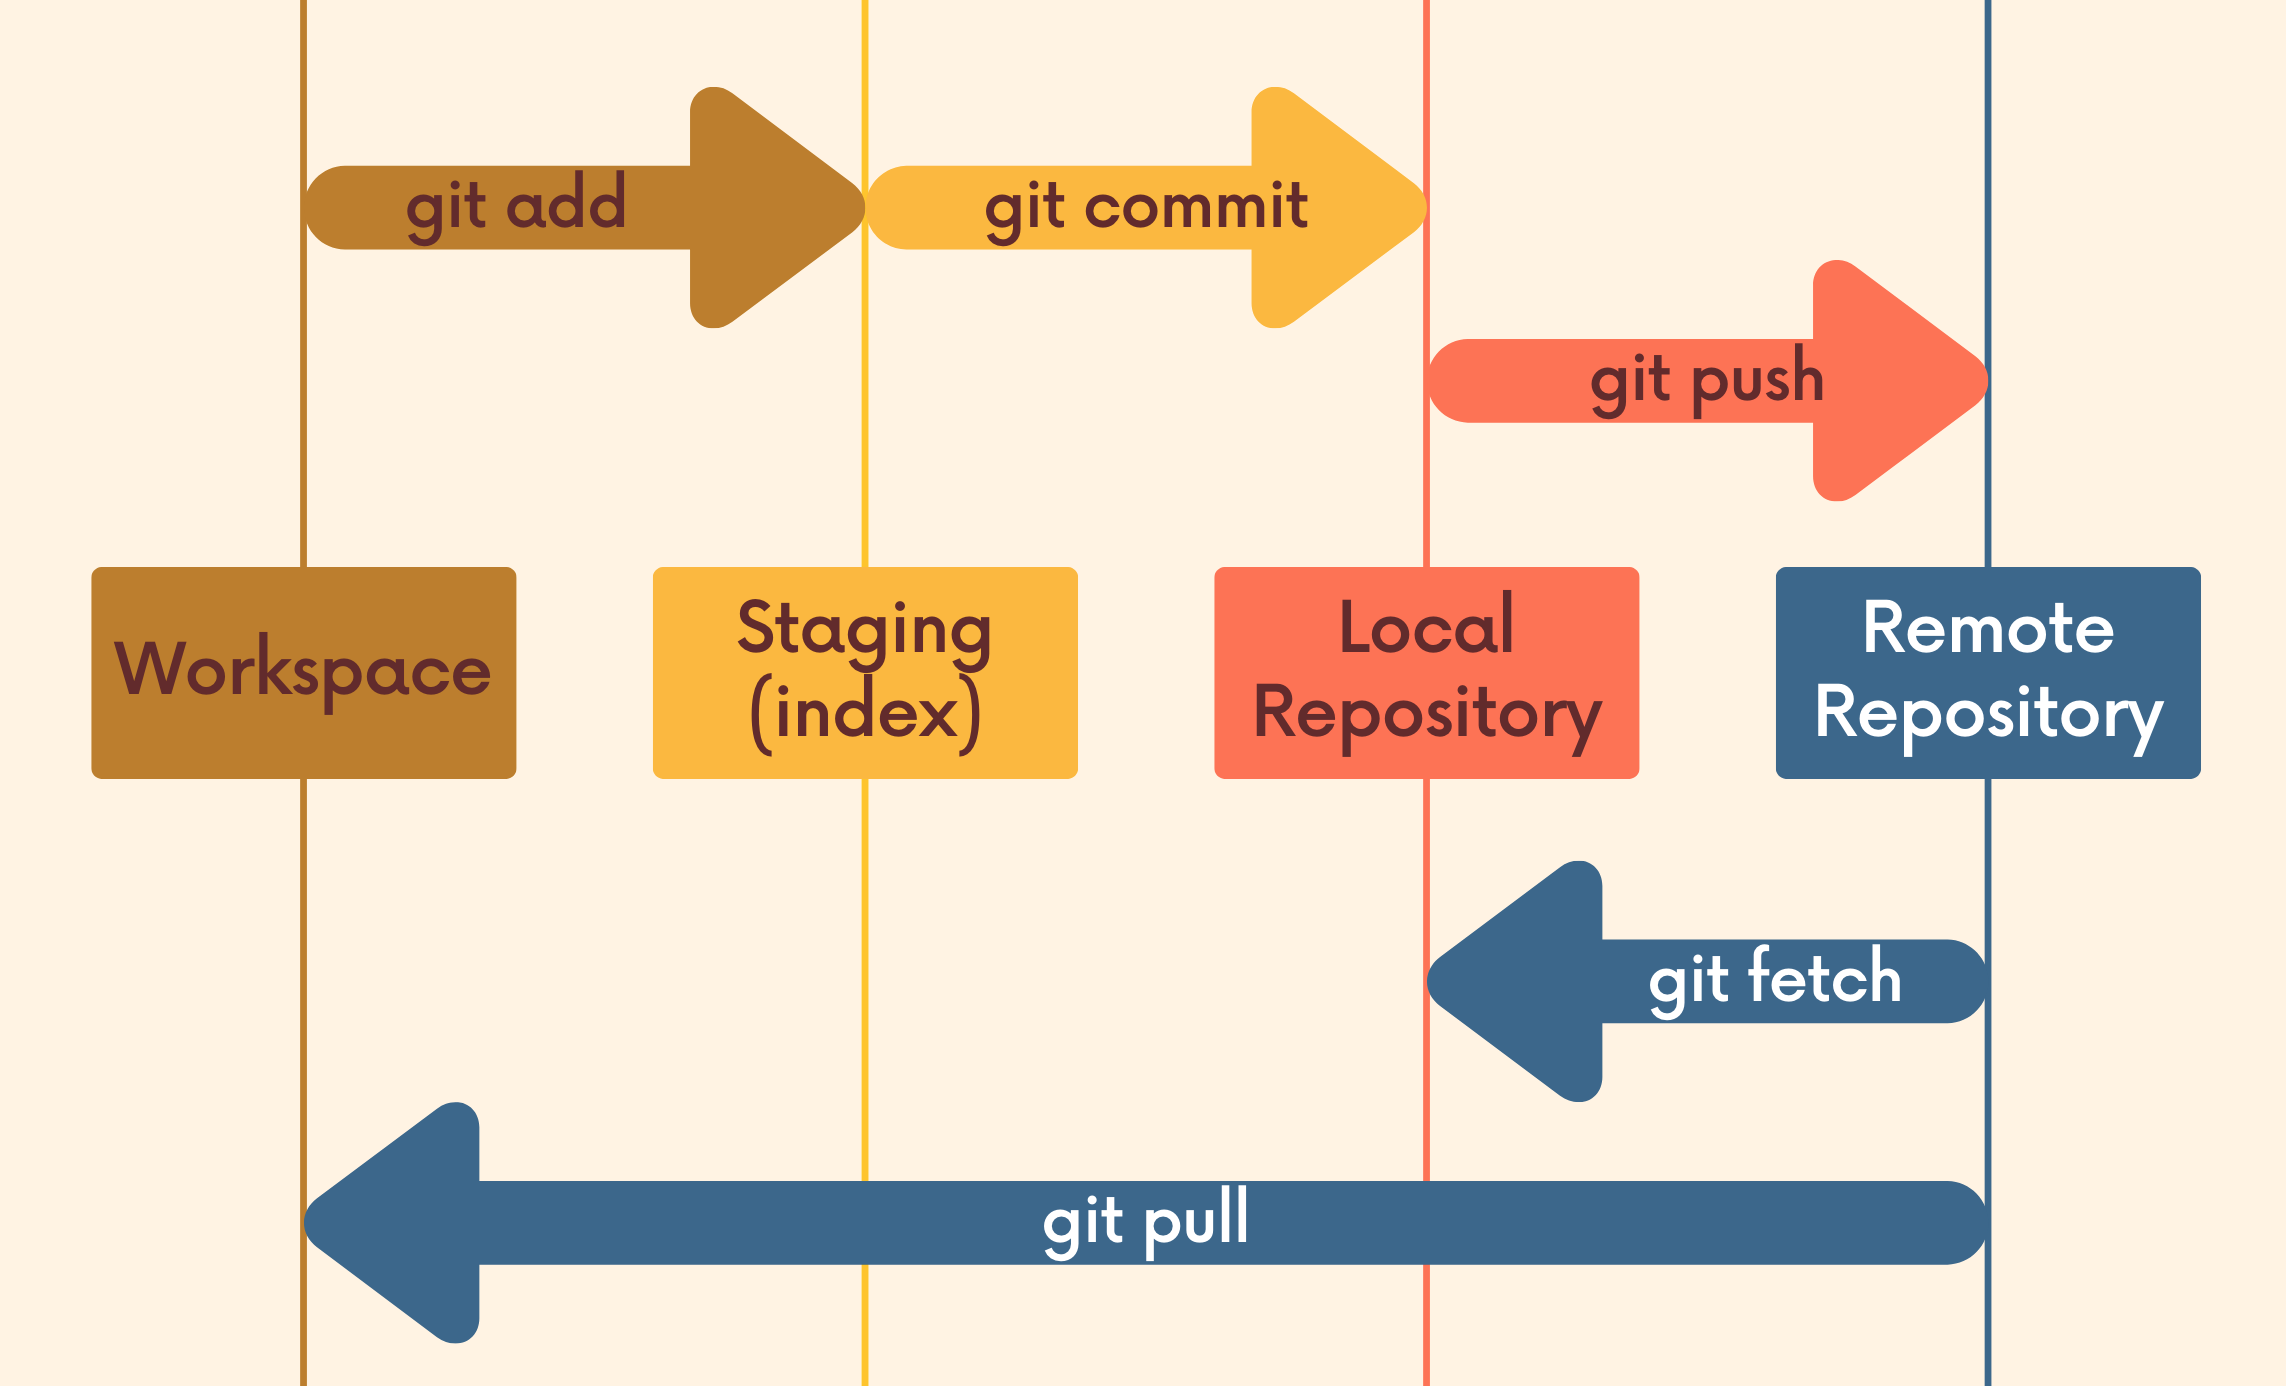 git add
git commit
git push
Workspace
Staging
(index)
Local
Repository
Remote
Repository
git fetch
git pull